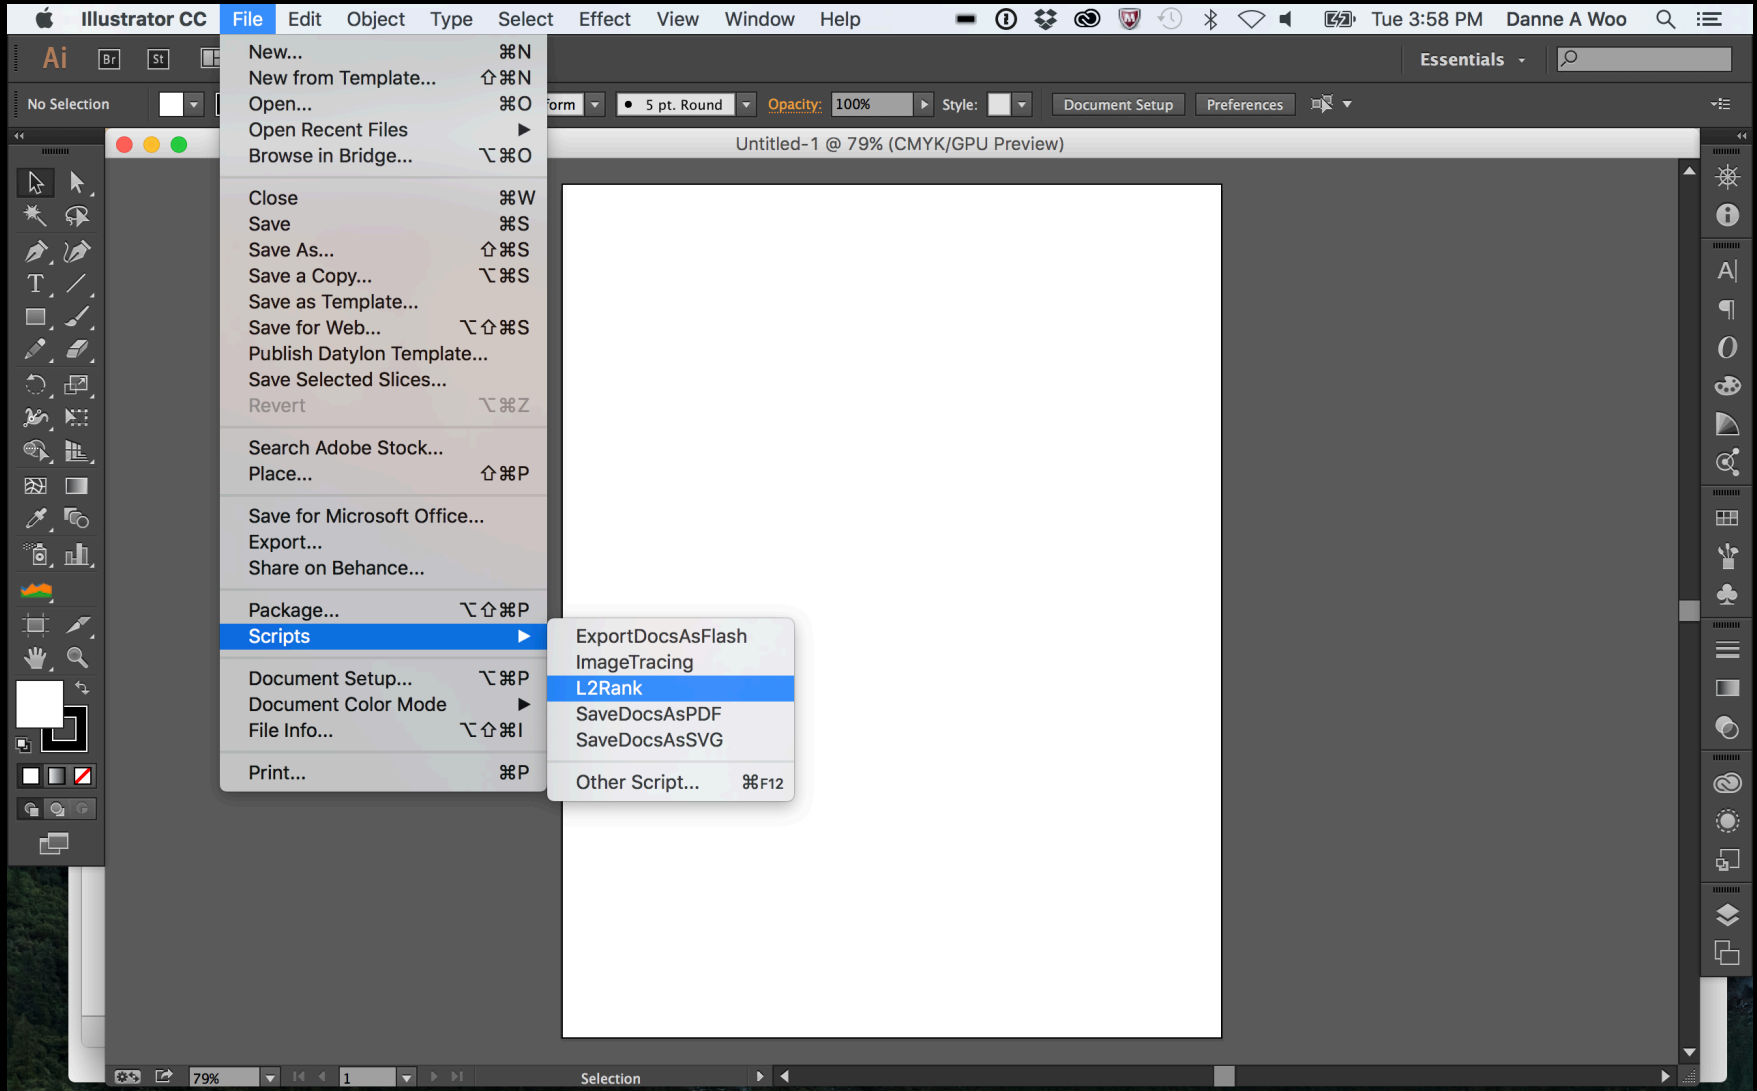 Illustrator CC File Edit Object Type Select Effect View Window Help Tue 3:58 PM Danne A Woo
Ai Br St Essentials
No Selection orm 5 pt. Round Opacity: 100% Style: Document Setup Preferences
Untitled-1 @ 79% (CMYK/GPU Preview)
New... ⌘N
New from Template... ⇧⌘N
Open... ⌘O
Open Recent Files
Browse in Bridge... ⌥⌘O
Close ⌘W
Save ⌘S
Save As... ⇧⌘S
Save a Copy... ⌥⌘S
Save as Template...
Save for Web... ⌥⇧⌘S
Publish Datylon Template...
Save Selected Slices...
Revert ⌥⌘Z
Search Adobe Stock...
Place... ⇧⌘P
Save for Microsoft Office...
Export...
Share on Behance...
Package... ⌥⇧⌘P
Scripts
Document Setup... ⌥⌘P
Document Color Mode
File Info... ⌥⇧⌘I
Print... ⌘P
ExportDocsAsFlash
ImageTracing
L2Rank
SaveDocsAsPDF
SaveDocsAsSVG
Other Script... ⌘F12
79% 1 Selection